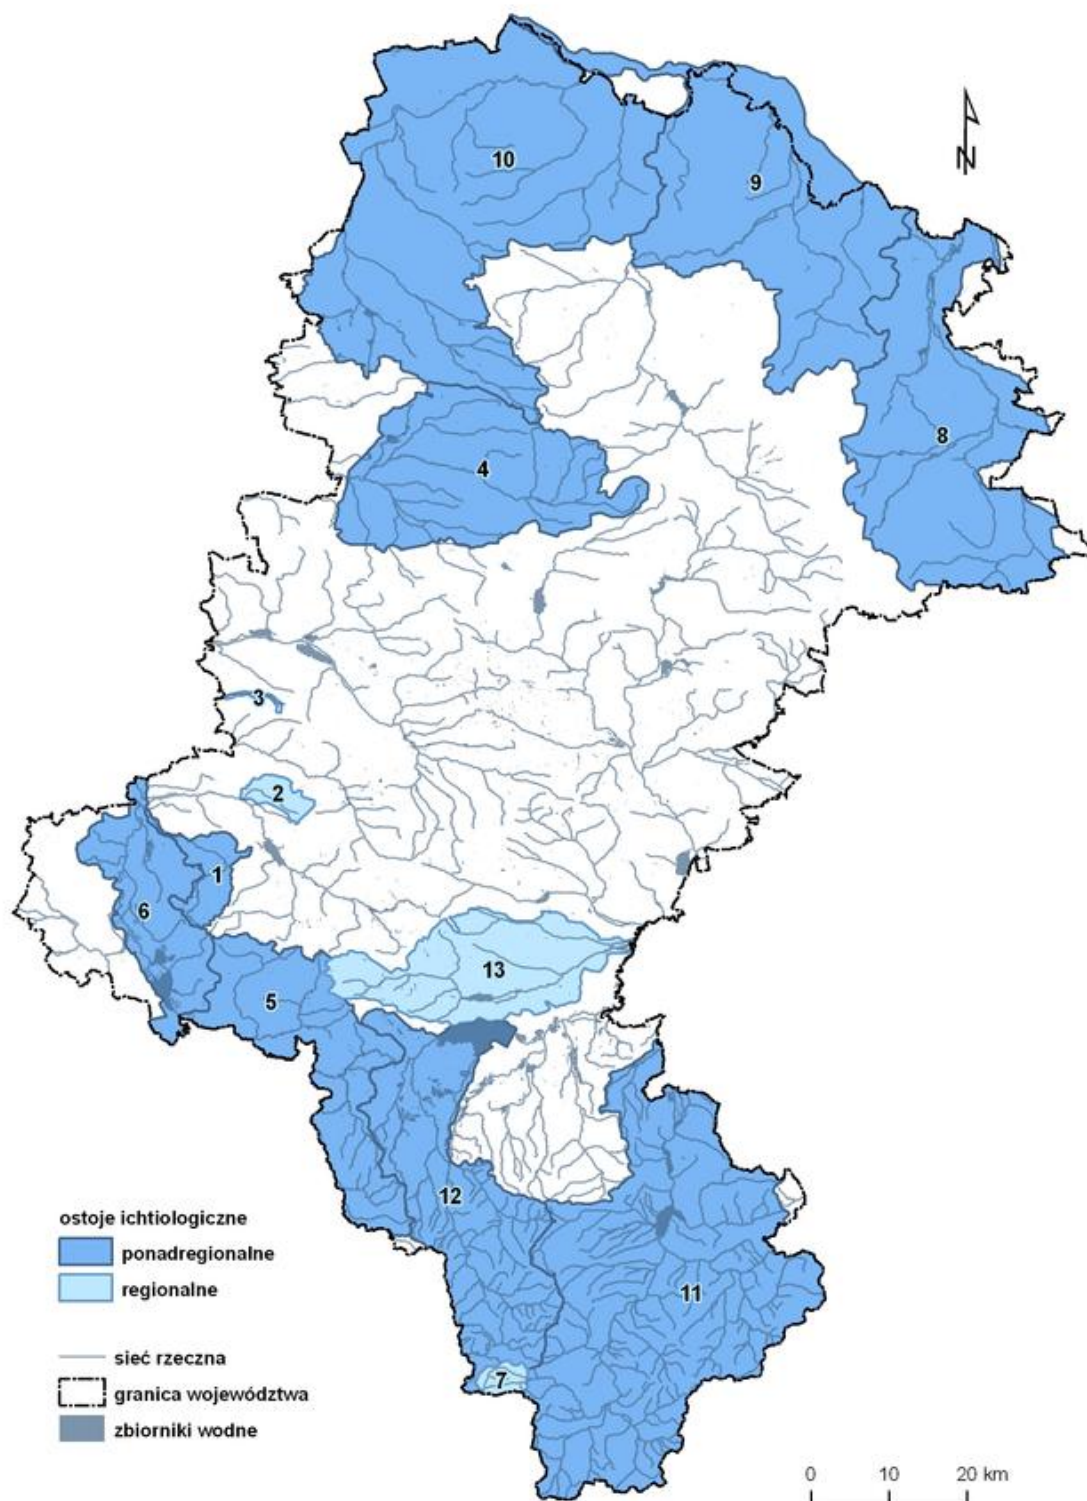 10
9
N
8
4
3
2
1
6
13
5
12
11
7
ostoje ichtiologiczne
ponadregionalne
regionalne
sieć rzeczna
granica województwa
zbiorniki wodne
0 10 20 km